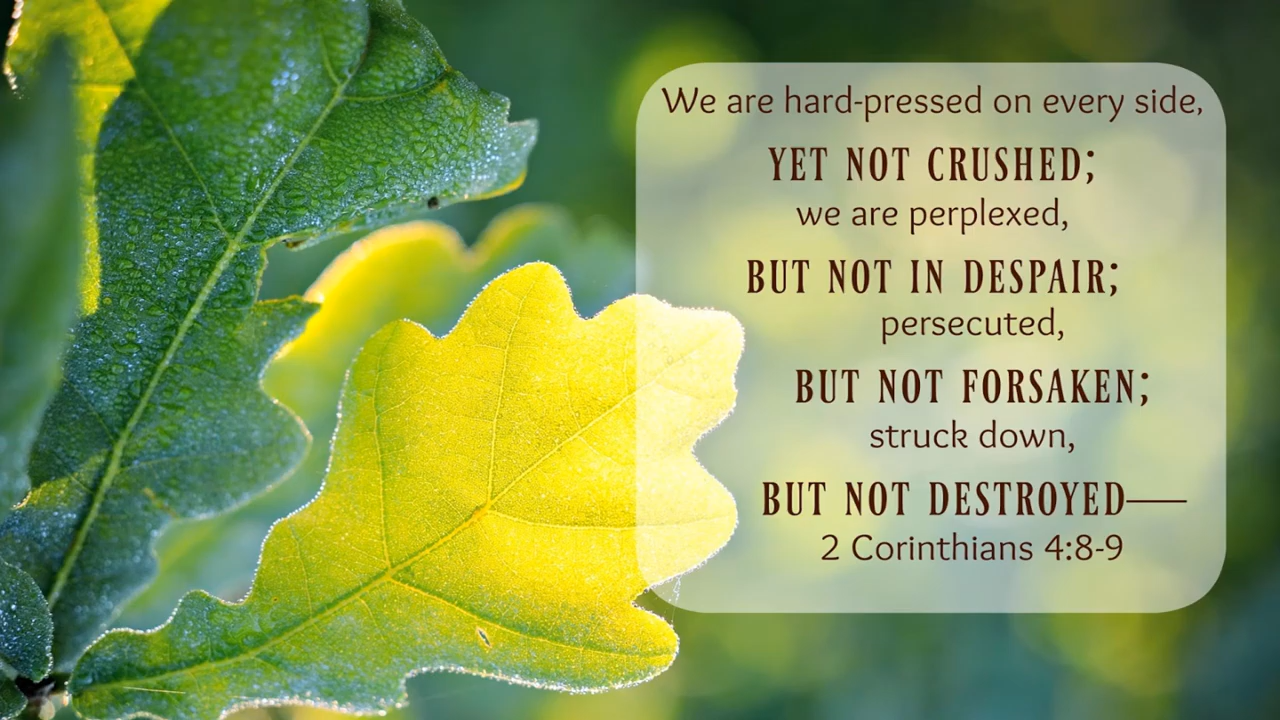 We are hard-pressed on every side,
YET NOT CRUSHED;
we are perplexed,
BUT NOT IN DESPAIR;
persecuted,
BUT NOT FORSAKEN;
struck down,
BUT NOT DESTROYED—
2 Corinthians 4:8-9